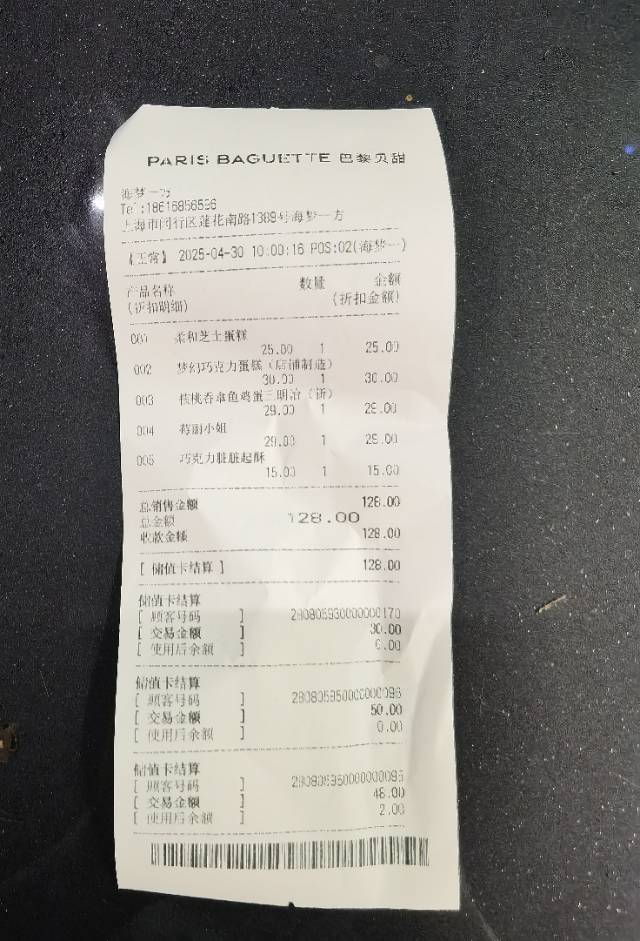 PARIS BAGUETTE 巴黎贝甜
海梦一方
Tel:18616856596
上海市闵行区莲花南路1389号海梦一方
【正常】 2025-04-30 10:00:16 POS:02(海梦一)
产品名称 数量 金额
(折扣明细) (折扣金额)
001 柔和芝士蛋糕
25.00 1 25.00
002 梦幻巧克力蛋糕（店铺制造）
30.00 1 30.00
003 核桃吞拿鱼鸡蛋三明治（新）
29.00 1 29.00
004 莓丽小姐
29.00 1 29.00
005 巧克力脏脏起酥
15.00 1 15.00
总销售金额 128.00
总金额 128.00
收款金额 128.00
[ 储值卡结算 ] 128.00
储值卡结算
[ 顾客号码 ] 28080593000000170
[ 交易金额 ] 30.00
[ 使用后余额 ] 0.00
储值卡结算
[ 顾客号码 ] 28080595000000096
[ 交易金额 ] 50.00
[ 使用后余额 ] 0.00
储值卡结算
[ 顾客号码 ] 28080595000000095
[ 交易金额 ] 48.00
[ 使用后余额 ] 2.00